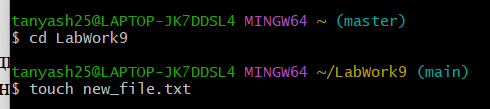 tanyash25@LAPTOP-JK7DDSL4 MINGW64 ~ (master)
$ cd LabWork9
tanyash25@LAPTOP-JK7DDSL4 MINGW64 ~/LabWork9 (main)
$ touch new_file.txt